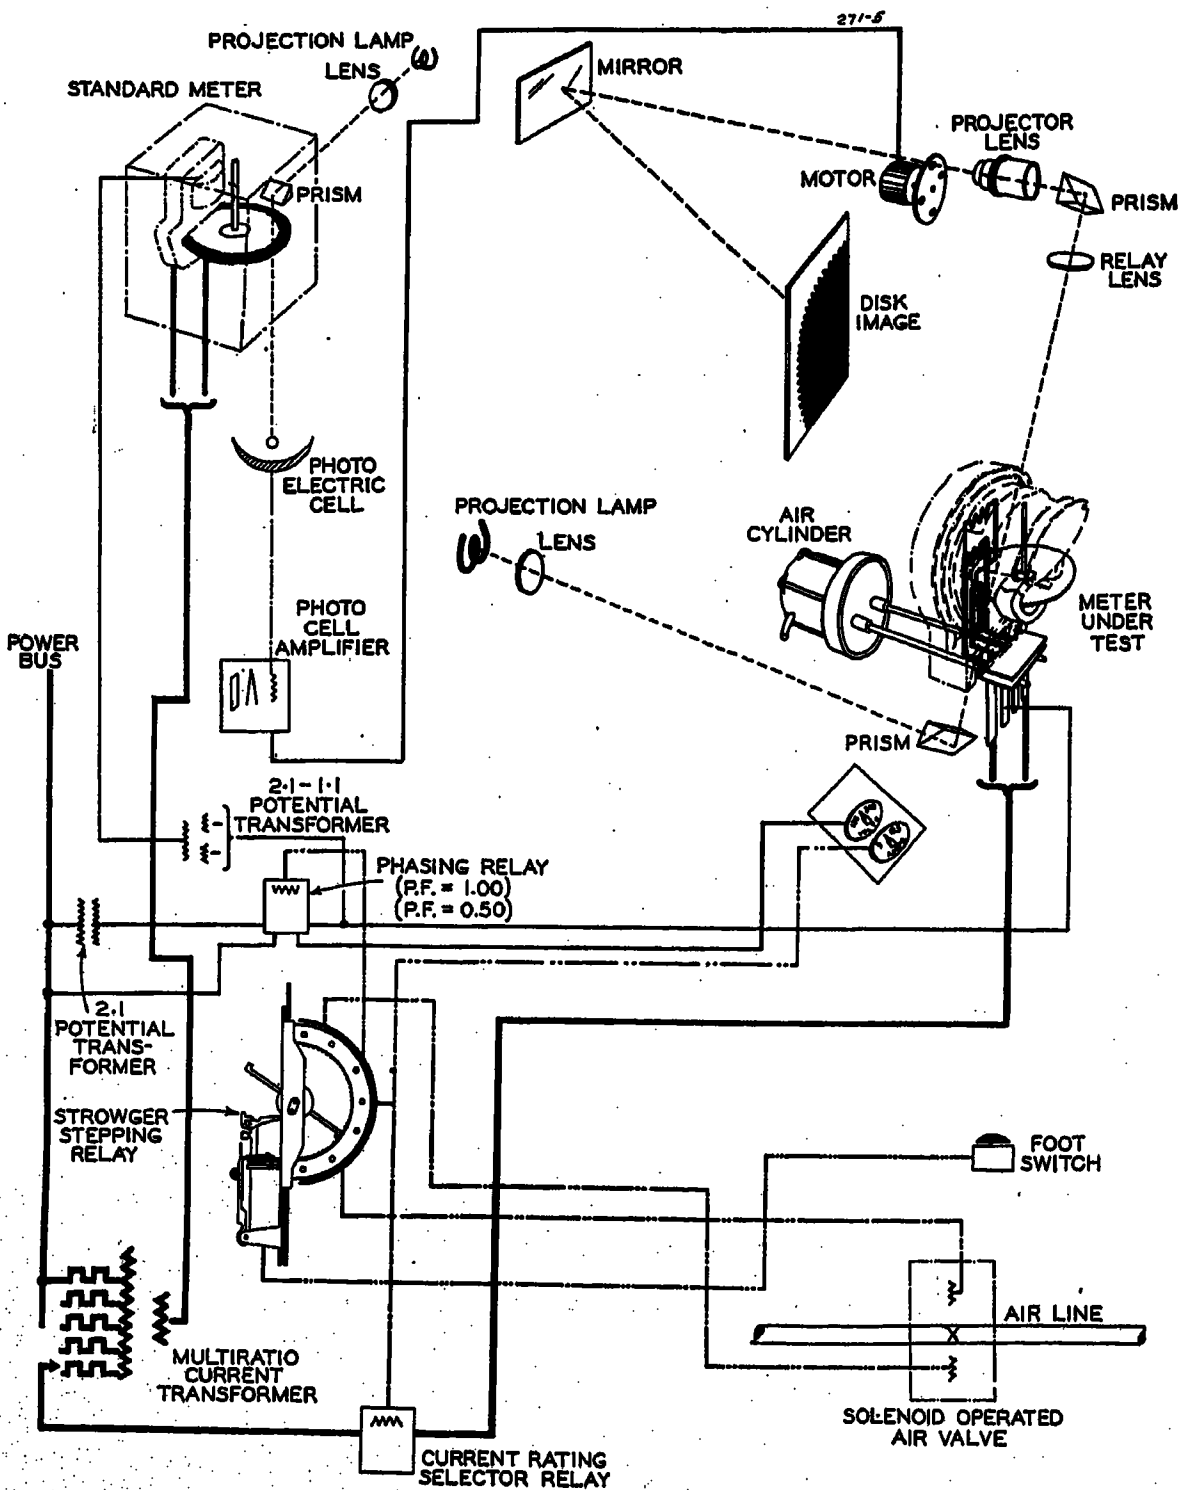 271-5
PROJECTION LAMP
LENS
STANDARD METER
PRISM
MIRROR
PROJECTOR
LENS
MOTOR
PRISM
RELAY
LENS
DISK
IMAGE
PHOTO
ELECTRIC
CELL
PROJECTION LAMP
LENS
AIR
CYLINDER
METER
UNDER
TEST
PHOTO
CELL
AMPLIFIER
POWER
BUS
PRISM
2.1-1.1
POTENTIAL
TRANSFORMER
PHASING RELAY
(P.F. = 1.00)
(P.F. = 0.50)
2.1
POTENTIAL
TRANS-
FORMER
STROWGER
STEPPING
RELAY
FOOT
SWITCH
AIR LINE
MULTIRATIO
CURRENT
TRANSFORMER
SOLENOID OPERATED
AIR VALVE
CURRENT RATING
SELECTOR RELAY